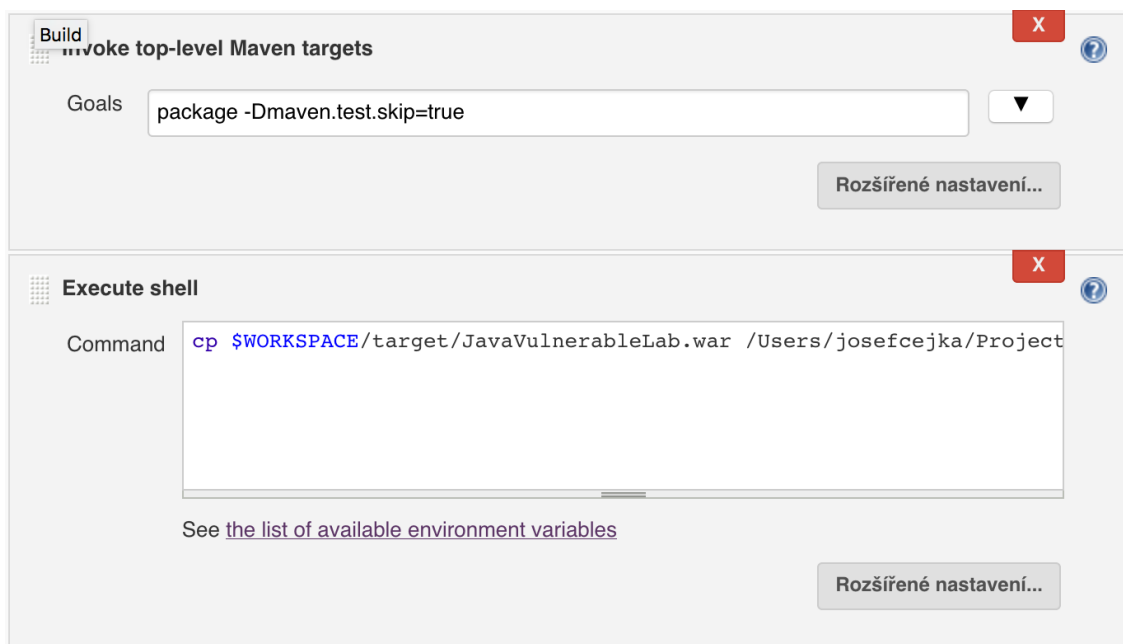 Build
Invoke top-level Maven targets
X
Goals
package -Dmaven.test.skip=true
▼
Rozšířené nastavení...
X
Execute shell
Command
cp $WORKSPACE/target/JavaVulnerableLab.war /Users/josefcejka/Project
See the list of available environment variables
Rozšířené nastavení...